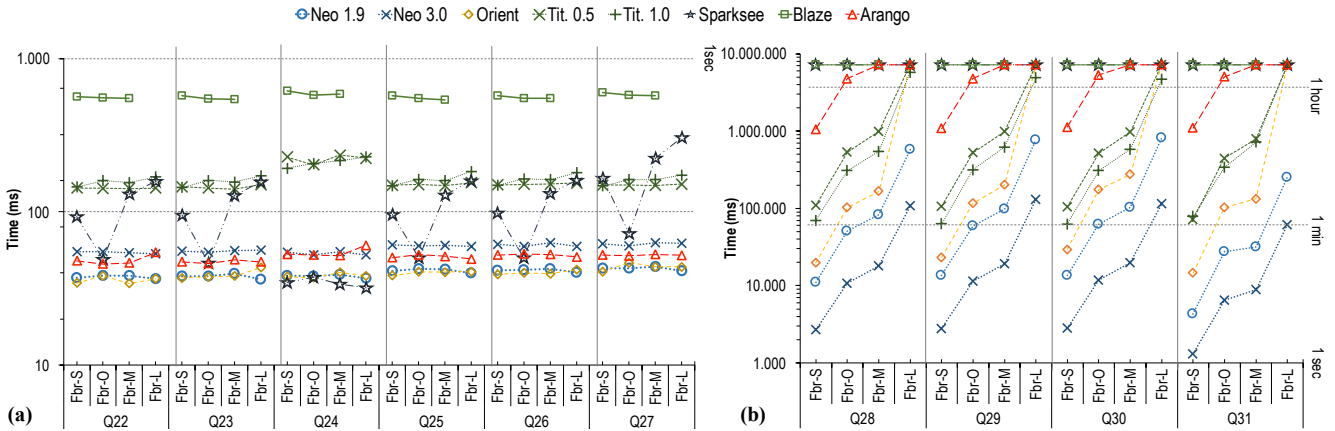 Neo 1.9 Neo 3.0 Orient Tit. 0.5 Tit. 1.0 Sparksee Blaze Arango
(a)
Time (ms)
1.000
100
10
1sec
Fbr-S Fbr-O Fbr-M Fbr-L Fbr-S Fbr-O Fbr-M Fbr-L Fbr-S Fbr-O Fbr-M Fbr-L Fbr-S Fbr-O Fbr-M Fbr-L Fbr-S Fbr-O Fbr-M Fbr-L Fbr-S Fbr-O Fbr-M Fbr-L
Q22 Q23 Q24 Q25 Q26 Q27
(b)
Time (ms)
10.000.000
1.000.000
100.000
10.000
1.000
1 hour
1 min
1 sec
Fbr-S Fbr-O Fbr-M Fbr-L Fbr-S Fbr-O Fbr-M Fbr-L Fbr-S Fbr-O Fbr-M Fbr-L Fbr-S Fbr-O Fbr-M Fbr-L
Q28 Q29 Q30 Q31